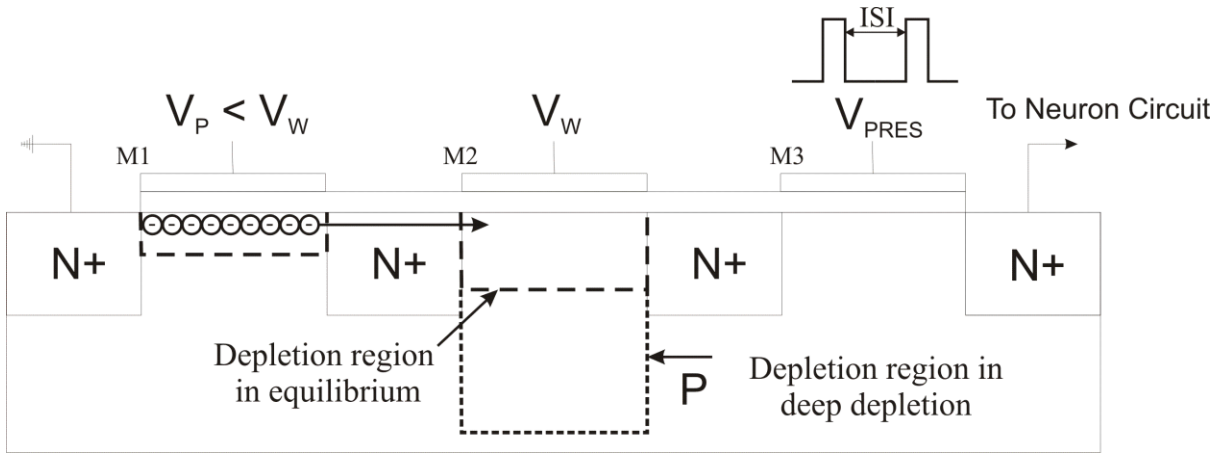 ISI
V_P < V_W
V_W
V_PRES
To Neuron Circuit
M1
M2
M3
- - - - - - - - -
N+
N+
N+
N+
Depletion region
in equilibrium
P
Depletion region in
deep depletion